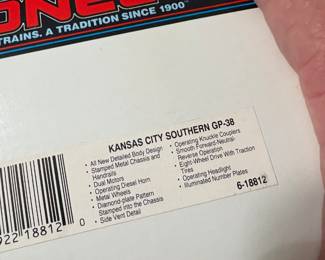 TRAINS. A TRADITION SINCE 1900
KANSAS CITY SOUTHERN GP-38
• All New Detailed Body Design
• Stamped Metal Chassis and
Handrails
• Dual Motors
• Operating Diesel Horn
• Metal Wheels
• Diamond-plate Pattern
Stamped into the Chassis
• Side Vent Detail
• Operating Knuckle Couplers
• Smooth Forward-Neutral-
Reverse Operation
• Eight-Wheel Drive With Traction
Tires
• Operating Headlight
• Illuminated Number Plates
6-18812
922 18812 0